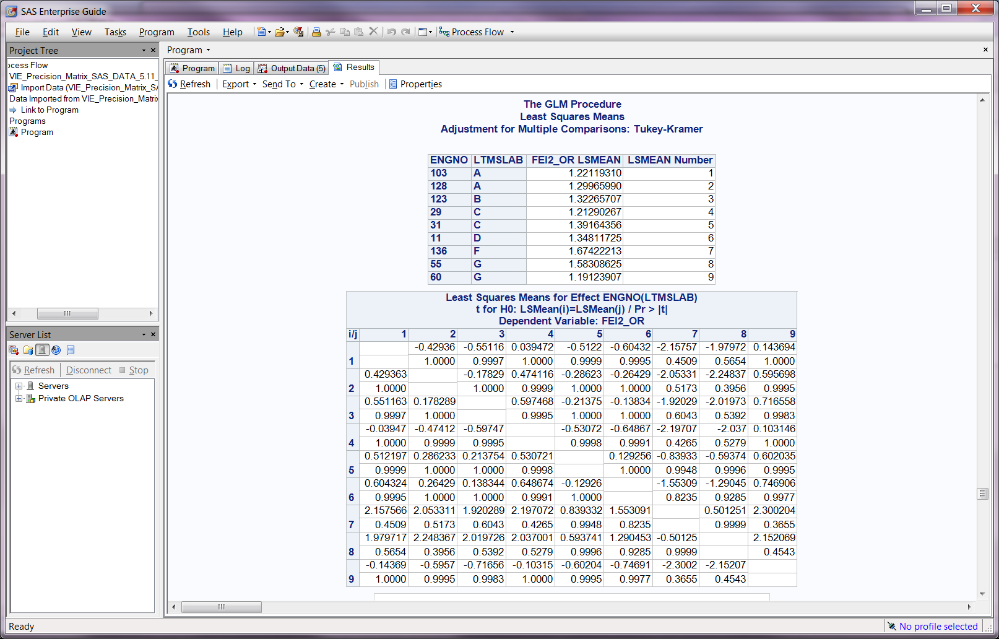 SAS Enterprise Guide
File Edit View Tasks Program Tools Help Process Flow
Project Tree
ocess Flow
VIE_Precision_Matrix_SAS_DATA_5.11_
Import Data (VIE_Precision_Matrix_SA
Data Imported from VIE_Precision_Matrix
Link to Program
Programs
Program
Server List
Refresh Disconnect Stop
Servers
Private OLAP Servers
Program
Program Log Output Data (5) Results
Refresh Export Send To Create Publish Properties
The GLM Procedure
Least Squares Means
Adjustment for Multiple Comparisons: Tukey-Kramer
ENGNO LTMSLAB FEI2_OR LSMEAN LSMEAN Number
103 A 1.22119310 1
128 A 1.29965990 2
123 B 1.32265707 3
29 C 1.21290267 4
31 C 1.39164356 5
11 D 1.34811725 6
136 F 1.67422213 7
55 G 1.58308625 8
60 G 1.19123907 9
Least Squares Means for Effect ENGNO(LTMSLAB)
t for H0: LSMean(i)=LSMean(j) / Pr > |t|
Dependent Variable: FEI2_OR
i/j 1 2 3 4 5 6 7 8 9
-0.42936 -0.55116 0.039472 -0.5122 -0.60432 -2.15757 -1.97972 0.143694
1 1.0000 0.9997 1.0000 0.9999 0.9995 0.4509 0.5654 1.0000
0.429363 -0.17829 0.474116 -0.28623 -0.26429 -2.05331 -2.24837 0.595698
2 1.0000 1.0000 0.9999 1.0000 1.0000 0.5173 0.3956 0.9995
0.551163 0.178289 0.597468 -0.21375 -0.13834 -1.92029 -2.01973 0.716558
3 0.9997 1.0000 0.9995 1.0000 1.0000 0.6043 0.5392 0.9983
-0.03947 -0.47412 -0.59747 -0.53072 -0.64867 -2.19707 -2.037 0.103146
4 1.0000 0.9999 0.9995 0.9998 0.9991 0.4265 0.5279 1.0000
0.512197 0.286233 0.213754 0.530721 0.129256 -0.83933 -0.59374 0.602035
5 0.9999 1.0000 1.0000 0.9998 1.0000 0.9948 0.9996 0.9995
0.604324 0.26429 0.138344 0.648674 -0.12926 -1.55309 -1.29045 0.746906
6 0.9995 1.0000 1.0000 0.9991 1.0000 0.8235 0.9285 0.9977
2.157566 2.053311 1.920289 2.197072 0.839332 1.553091 0.501251 2.300204
7 0.4509 0.5173 0.6043 0.4265 0.9948 0.8235 0.9999 0.3655
1.979717 2.248367 2.019726 2.037001 0.593741 1.290453 -0.50125 2.152069
8 0.5654 0.3956 0.5392 0.5279 0.9996 0.9285 0.9999 0.4543
-0.14369 -0.5957 -0.71656 -0.10315 -0.60204 -0.74691 -2.3002 -2.15207
9 1.0000 0.9995 0.9983 1.0000 0.9995 0.9977 0.3655 0.4543
Ready
No profile selected